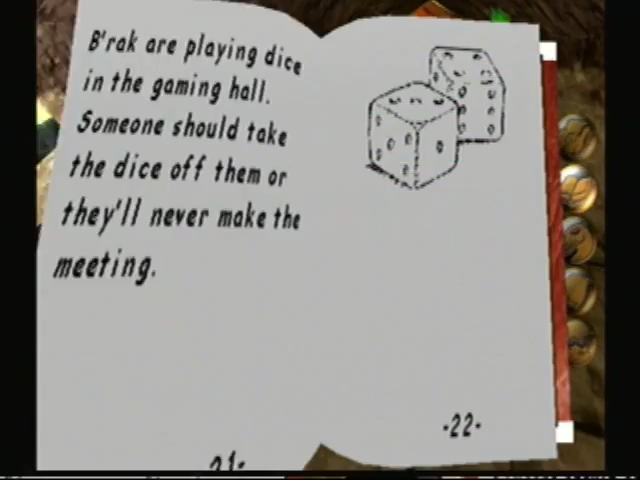 B'rak are playing dice
in the gaming hall.
Someone should take
the dice off them or
they'll never make the
meeting.
-21-
-22-